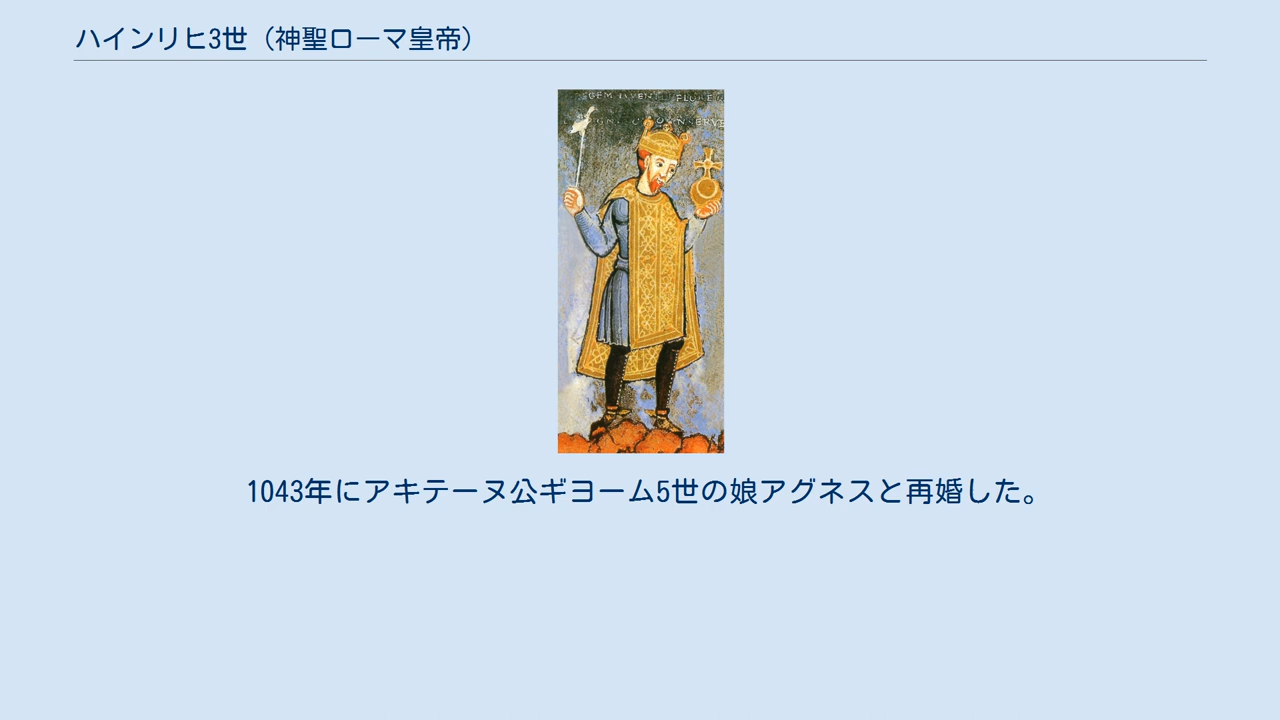 ハインリヒ3世（神聖ローマ皇帝）
1043年にアキテーヌ公ギヨーム5世の娘アグネスと再婚した。